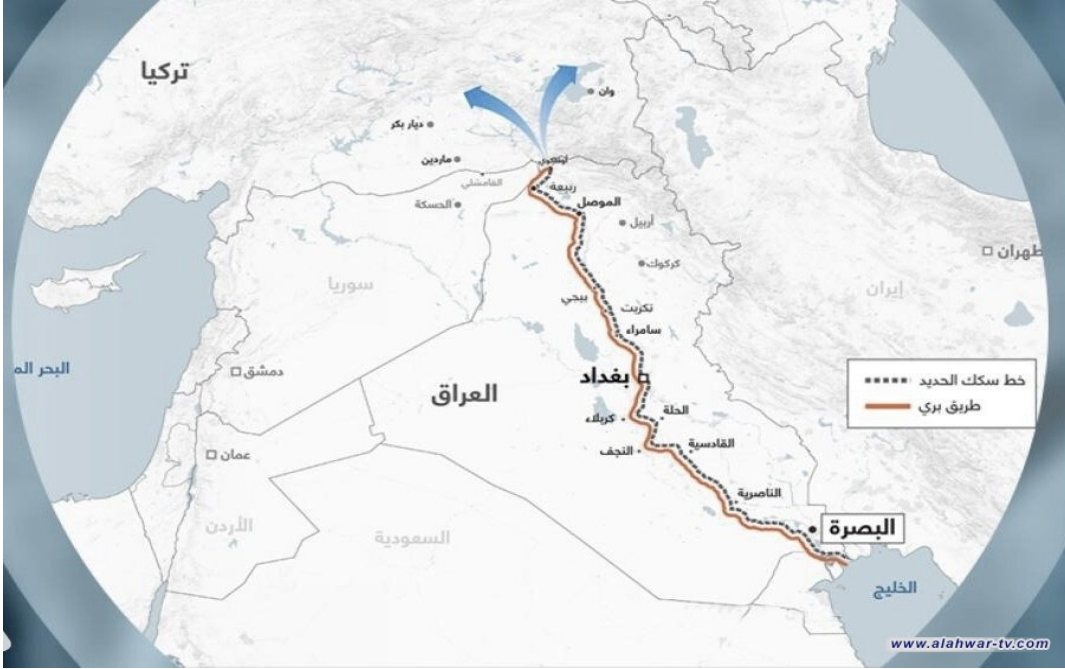 تركيا
وان
ديار بكر
ماردين
القامشلي
الحسكة
ربيعة
الموصل
أربيل
كركوك
طهران
إيران
سوريا
بيجي
تكريت
سامراء
البحر الم
دمشق
بغداد
العراق
خط سكك الحديد
طريق بري
الحلة
كربلاء
القادسية
النجف
عمان
الناصرية
الأردن
السعودية
البصرة
الخليج
www.alahwar-tv.com